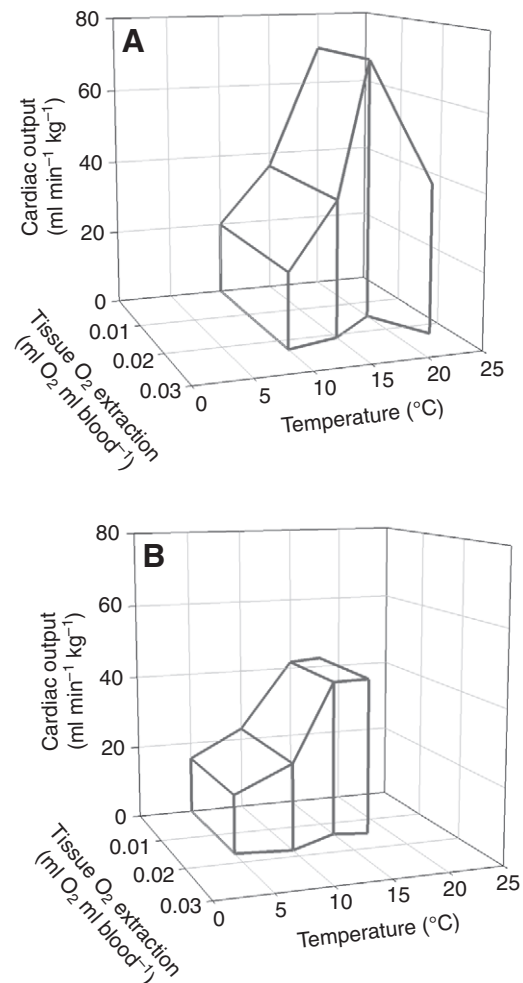 A
80
60
40
20
0
Cardiac output
(ml min⁻¹ kg⁻¹)
0.01
0.02
0.03
Tissue O₂ extraction
(ml O₂ ml blood⁻¹)
0
5
10
15
20
25
Temperature (°C)
B
80
60
40
20
0
Cardiac output
(ml min⁻¹ kg⁻¹)
0.01
0.02
0.03
Tissue O₂ extraction
(ml O₂ ml blood⁻¹)
0
5
10
15
20
25
Temperature (°C)